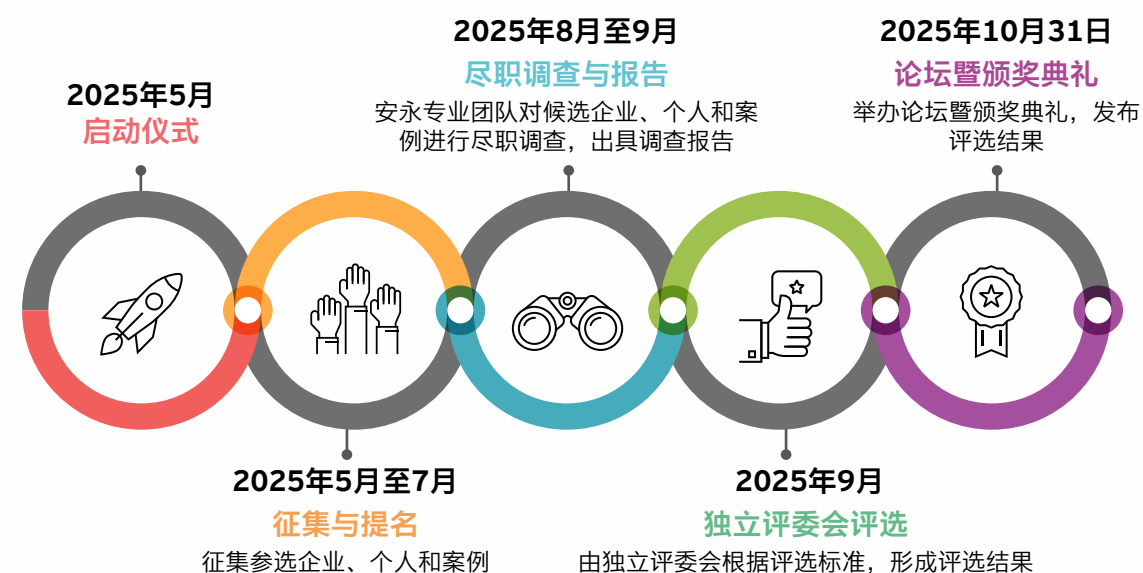 2025年5月
启动仪式
2025年5月至7月
征集与提名
征集参选企业、个人和案例
2025年8月至9月
尽职调查与报告
安永专业团队对候选企业、个人和案
例进行尽职调查，出具调查报告
2025年9月
独立评委会评选
由独立评委会根据评选标准，形成评选结果
2025年10月31日
论坛暨颁奖典礼
举办论坛暨颁奖典礼，发布
评选结果